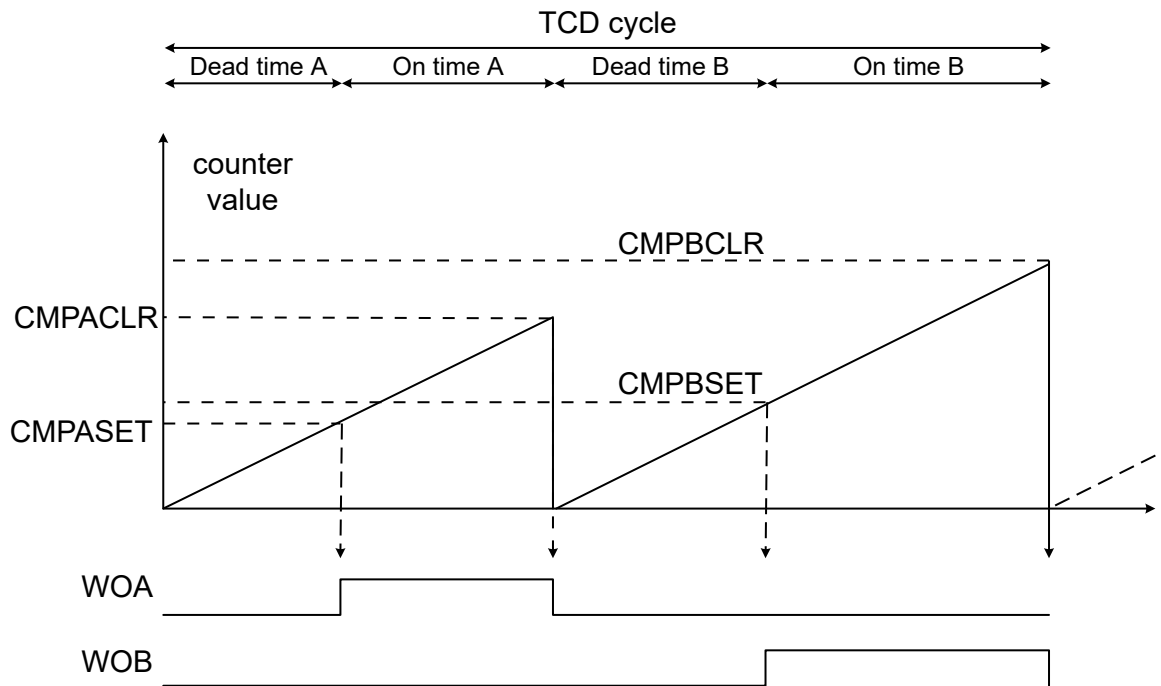 TCD cycle
Dead time A
On time A
Dead time B
On time B
counter
value
CMPBCLR
CMPACLR
CMPBSET
CMPASET
WOA
WOB